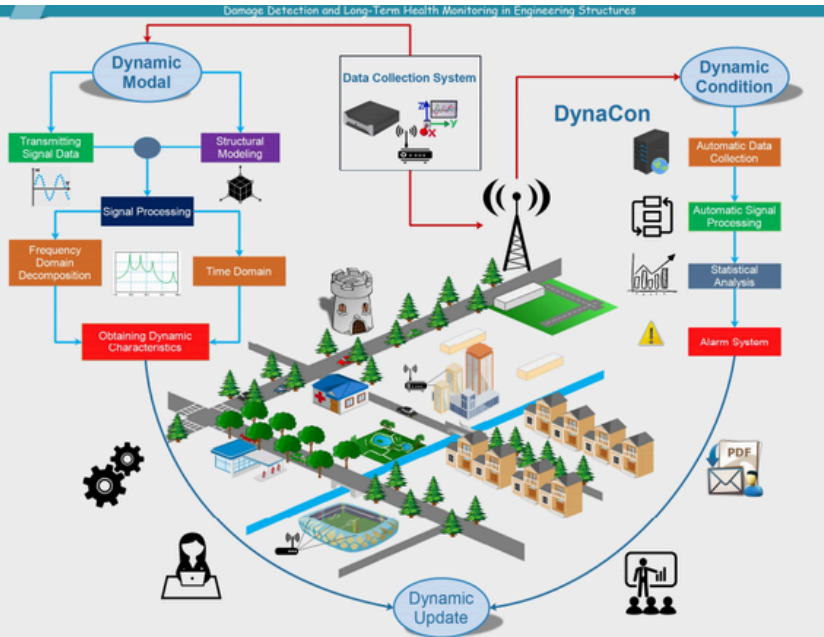 Damage Detection and Long-Term Health Monitoring in Engineering Structures
Dynamic
Modal
Data Collection System
Z
Y
X
DynaCon
Dynamic
Condition
Transmitting
Signal Data
Structural
Modeling
Signal Processing
Frequency
Domain
Decomposition
Time Domain
Obtaining Dynamic
Characteristics
Automatic Data
Collection
Automatic Signal
Processing
Statistical
Analysis
Alarm System
PDF
Dynamic
Update